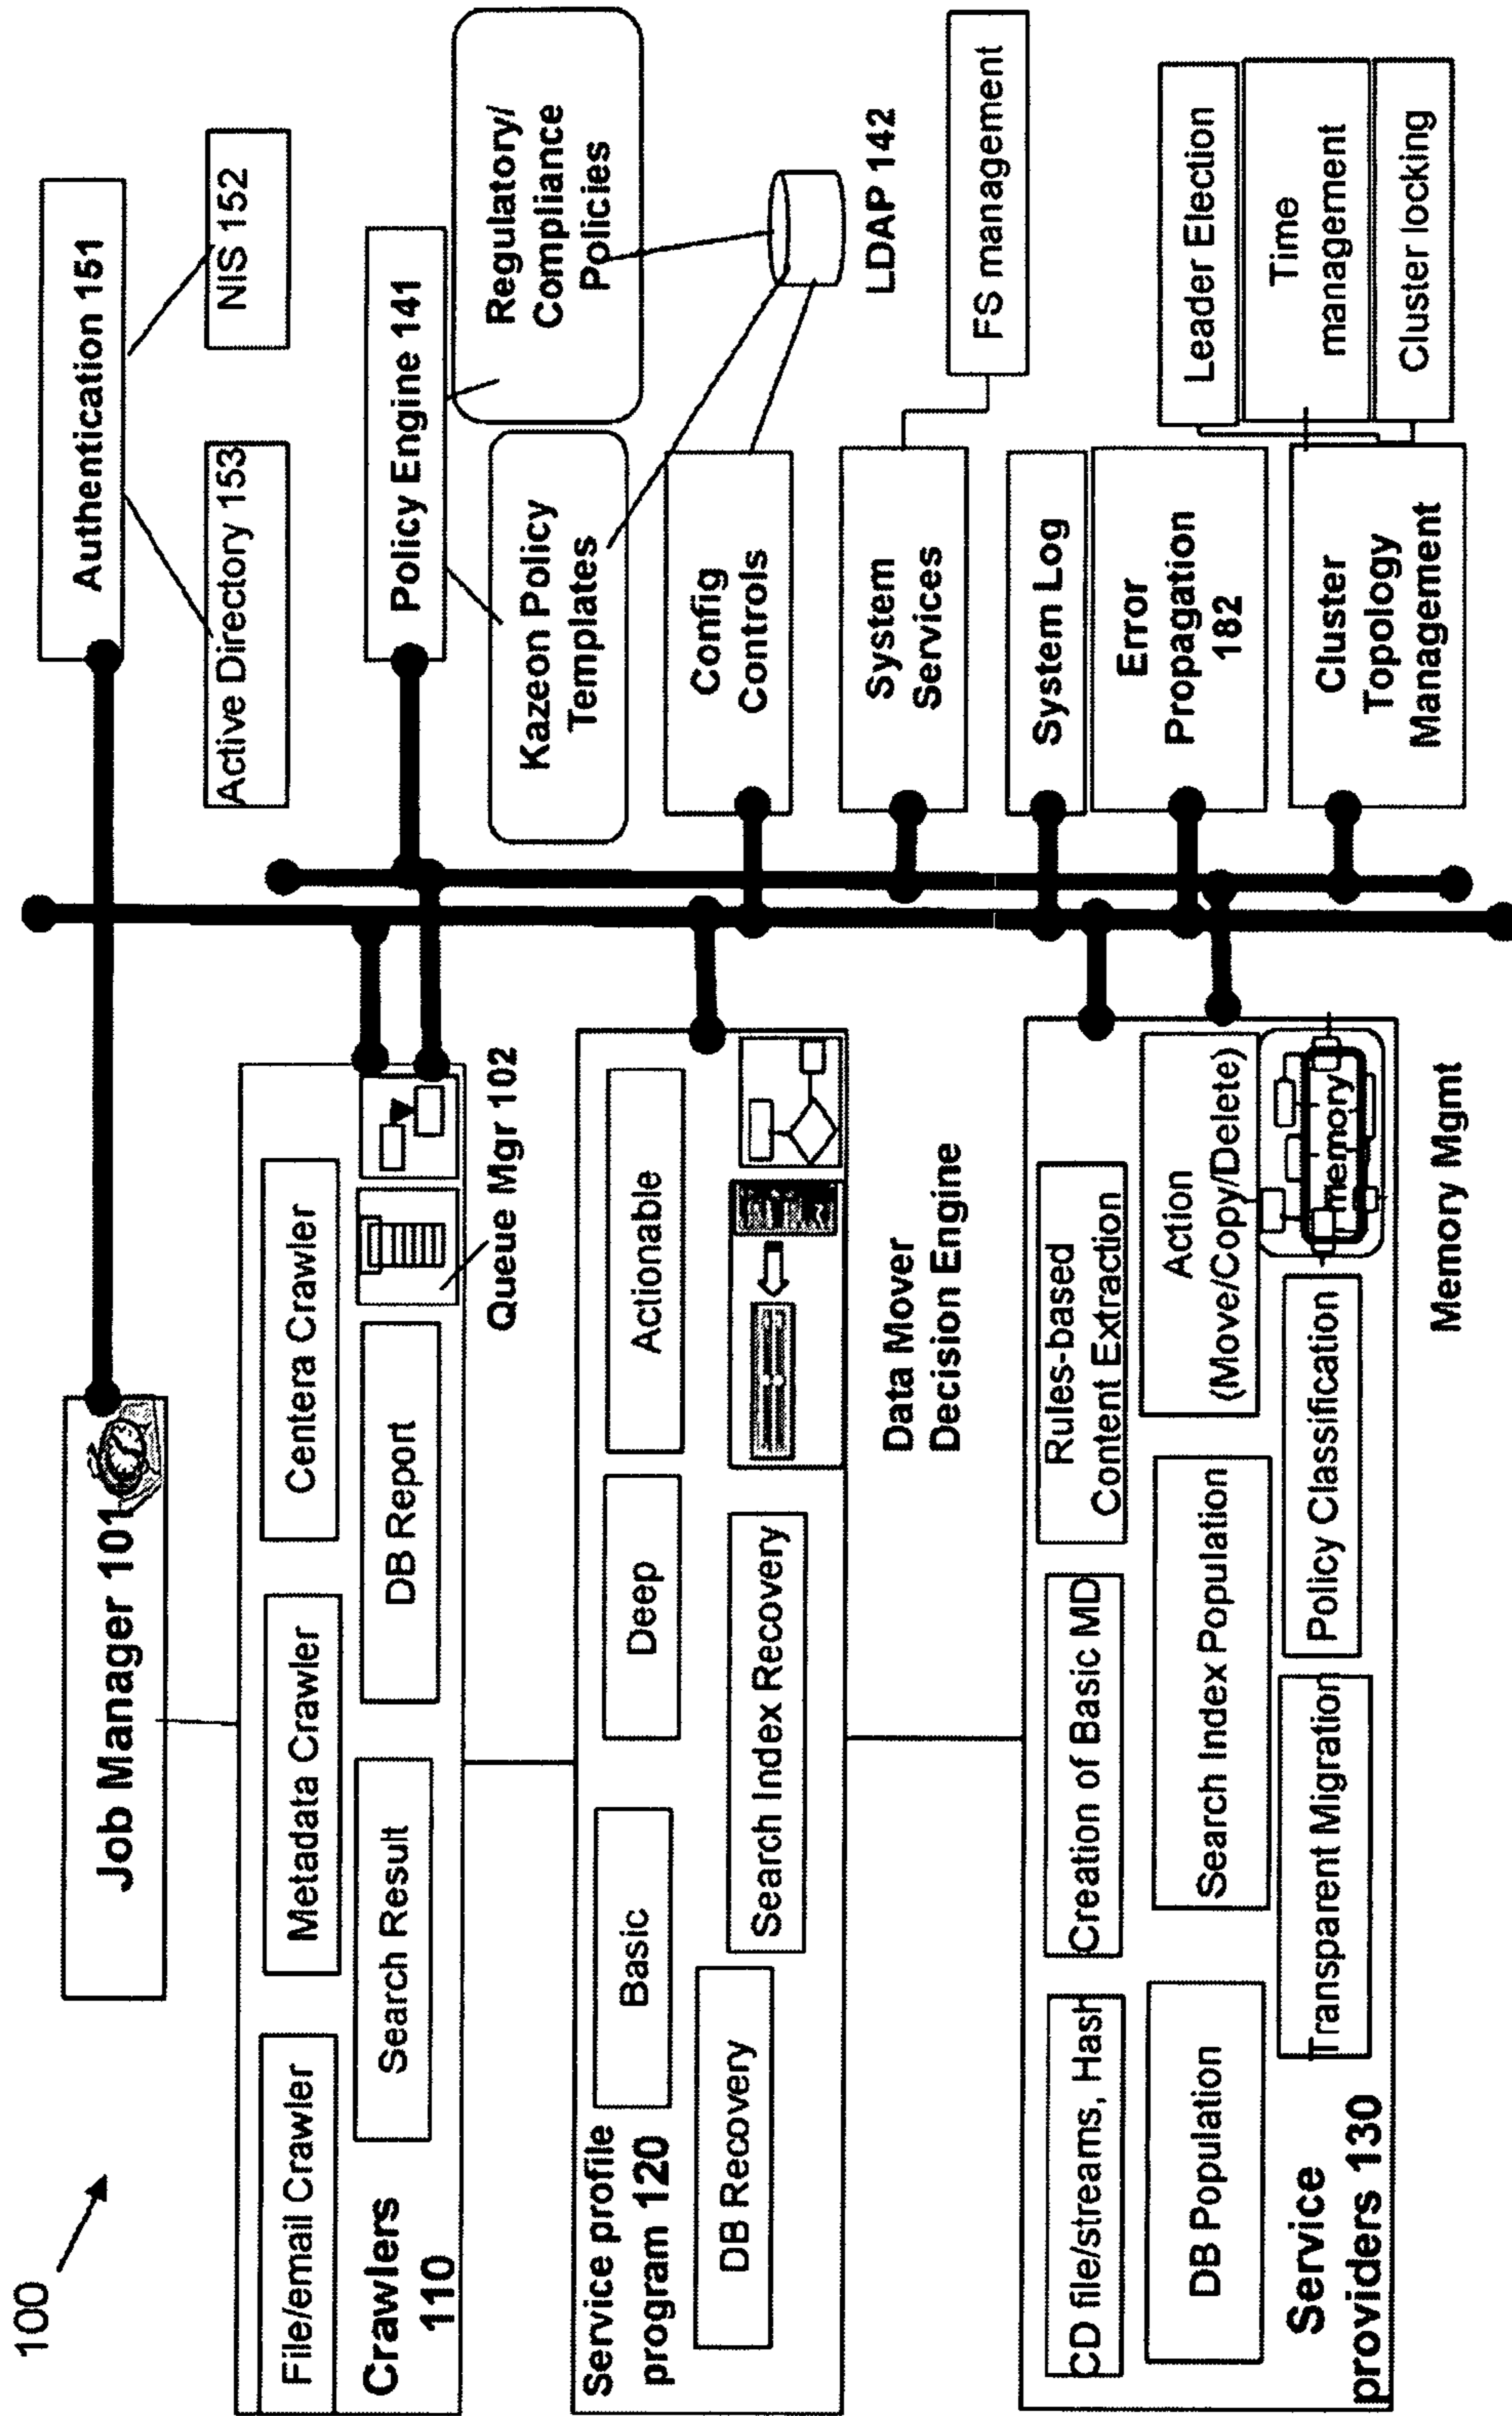 100
Job Manager 101
File/email Crawler
Metadata Crawler
Centera Crawler
Search Result
DB Report
Crawlers
110
Queue Mgr 102
Service profile
program 120
Basic
Deep
Actionable
DB Recovery
Search Index Recovery
Data Mover
Decision Engine
CD file/streams, Hash
Creation of Basic MD
Rules-based
Content Extraction
DB Population
Search Index Population
Action
(Move/Copy/Delete)
Service
providers 130
Transparent Migration
Policy Classification
memory
Memory Mgmt
Authentication 151
Active Directory 153
NIS 152
Policy Engine 141
Kazeon Policy
Templates
Regulatory/
Compliance
Policies
Config
Controls
LDAP 142
System
Services
FS management
System Log
Error
Propagation
182
Cluster
Topology
Management
Leader Election
Time
management
Cluster locking